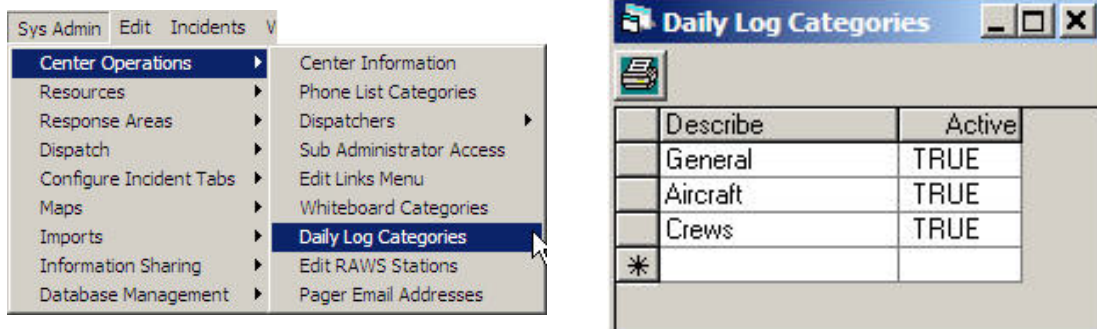 Sys Admin Edit Incidents
Center Operations
Resources
Response Areas
Dispatch
Configure Incident Tabs
Maps
Imports
Information Sharing
Database Management
Center Information
Phone List Categories
Dispatchers
Sub Administrator Access
Edit Links Menu
Whiteboard Categories
Daily Log Categories
Edit RAWS Stations
Pager Email Addresses
Daily Log Categories
Describe Active
General TRUE
Aircraft TRUE
Crews TRUE